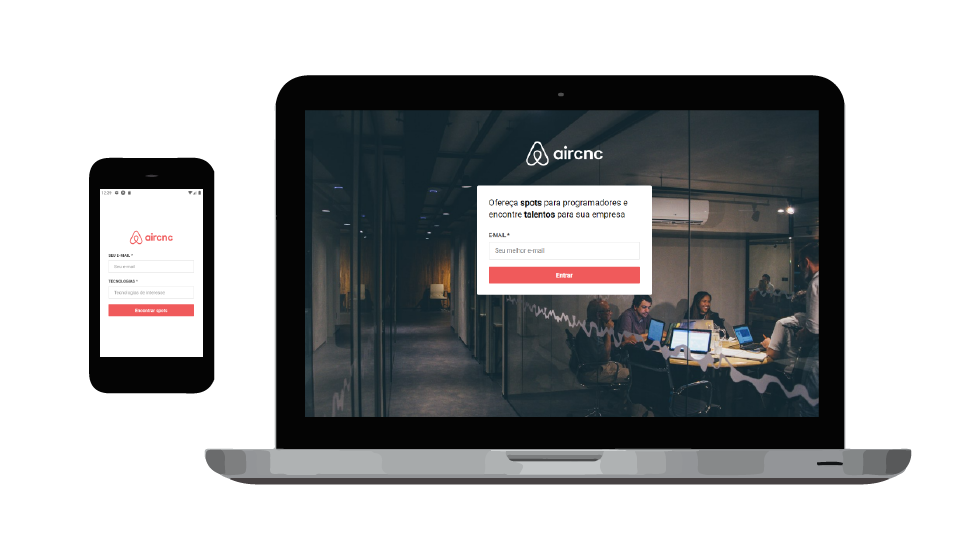 12:29
aircnc
SEU E-MAIL *
Seu e-mail
TECNOLOGIAS *
Tecnologias de interesse
Encontrar spots
aircnc
Ofereça spots para programadores e
encontre talentos para sua empresa
EMAIL *
Seu melhor e-mail
Entrar